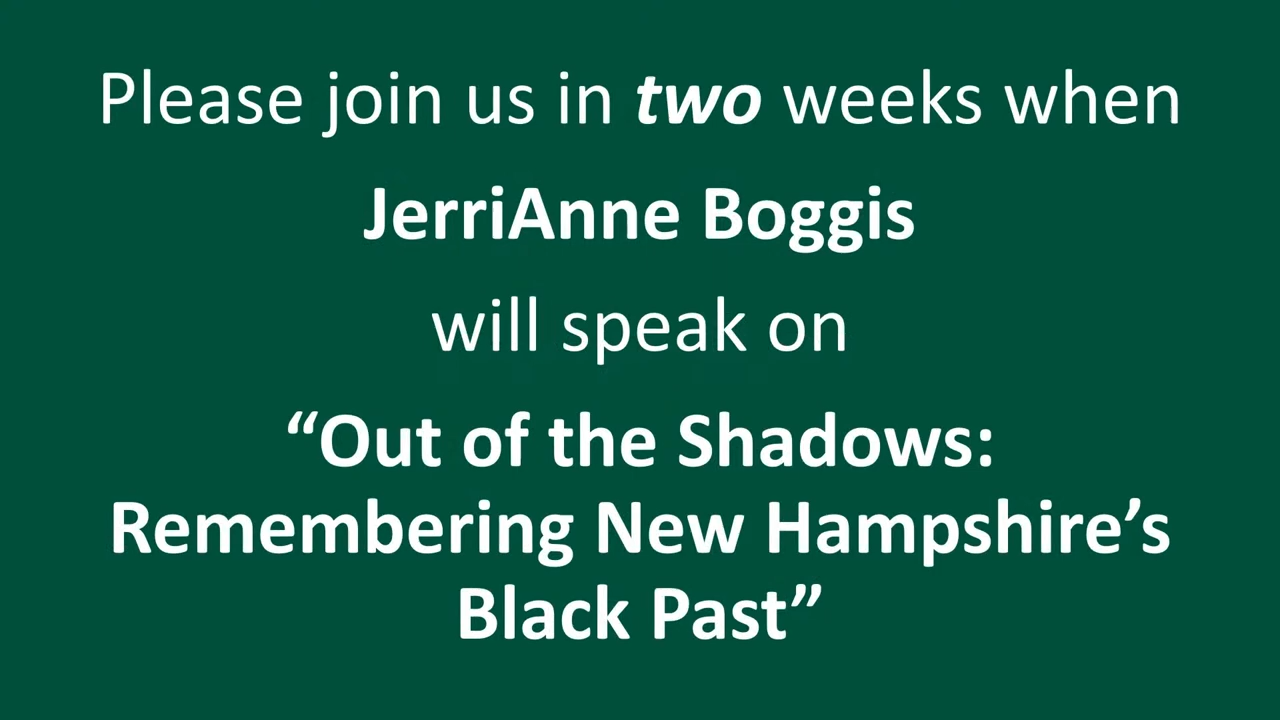 Please join us in two weeks when
JerriAnne Boggis
will speak on
“Out of the Shadows:
Remembering New Hampshire’s
Black Past”